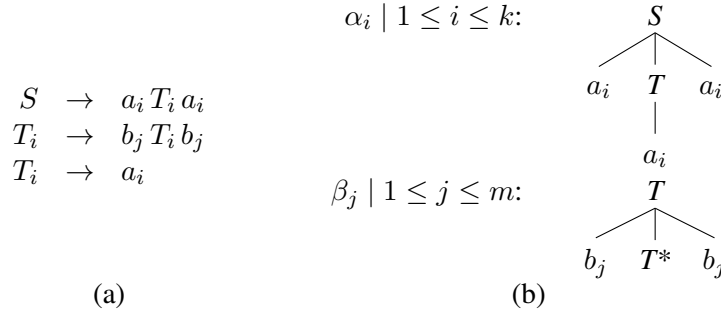 α_i | 1 ≤ i ≤ k:
S
a_i T a_i
a_i
S → a_i T_i a_i
T_i → b_j T_i b_j
T_i → a_i
β_j | 1 ≤ j ≤ m:
T
b_j T* b_j
(a)
(b)